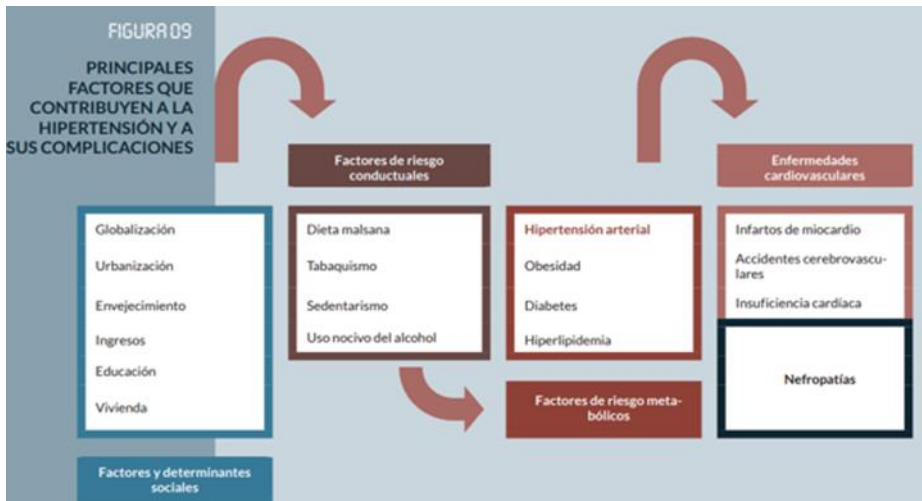 FIGURA 09
PRINCIPALES
FACTORES QUE
CONTRIBUYEN A LA
HIPERTENSIÓN Y A
SUS COMPLICACIONES
Globalización
Urbanización
Envejecimiento
Ingresos
Educación
Vivienda
Factores y determinantes
sociales
Factores de riesgo
conductuales
Dieta malsana
Tabaquismo
Sedentarismo
Uso nocivo del alcohol
Hipertensión arterial
Obesidad
Diabetes
Hiperlipidemia
Factores de riesgo meta-
bólicos
Enfermedades
cardiovasculares
Infartos de miocardio
Accidentes cerebrovascu-
lares
Insuficiencia cardíaca
Nefropatías